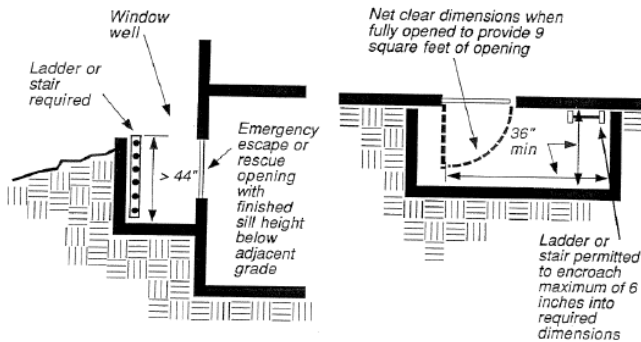 Window
well
Ladder or
stair
required
> 44"
Emergency
escape or
rescue
opening
with
finished
sill height
below
adjacent
grade
Net clear dimensions when
fully opened to provide 9
square feet of opening
36"
min
Ladder or
stair permitted
to encroach
maximum of 6
inches into
required
dimensions